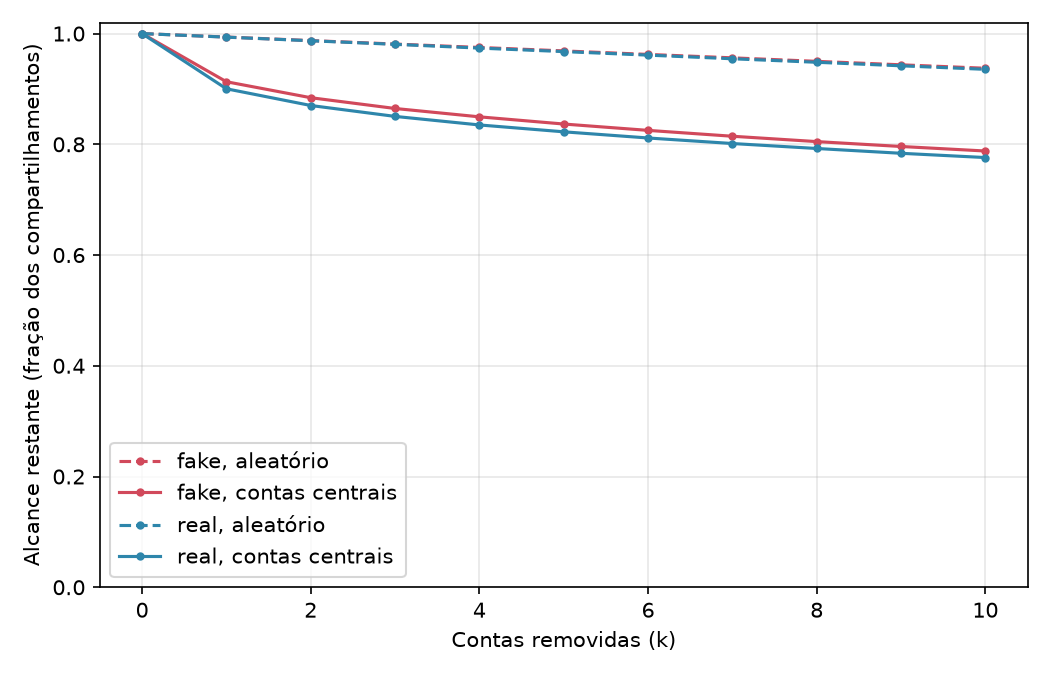 Alcance restante (fração dos compartilhamentos)
1.0
0.8
0.6
0.4
0.2
0.0
fake, aleatório
fake, contas centrais
real, aleatório
real, contas centrais
0 2 4 6 8 10
Contas removidas (k)